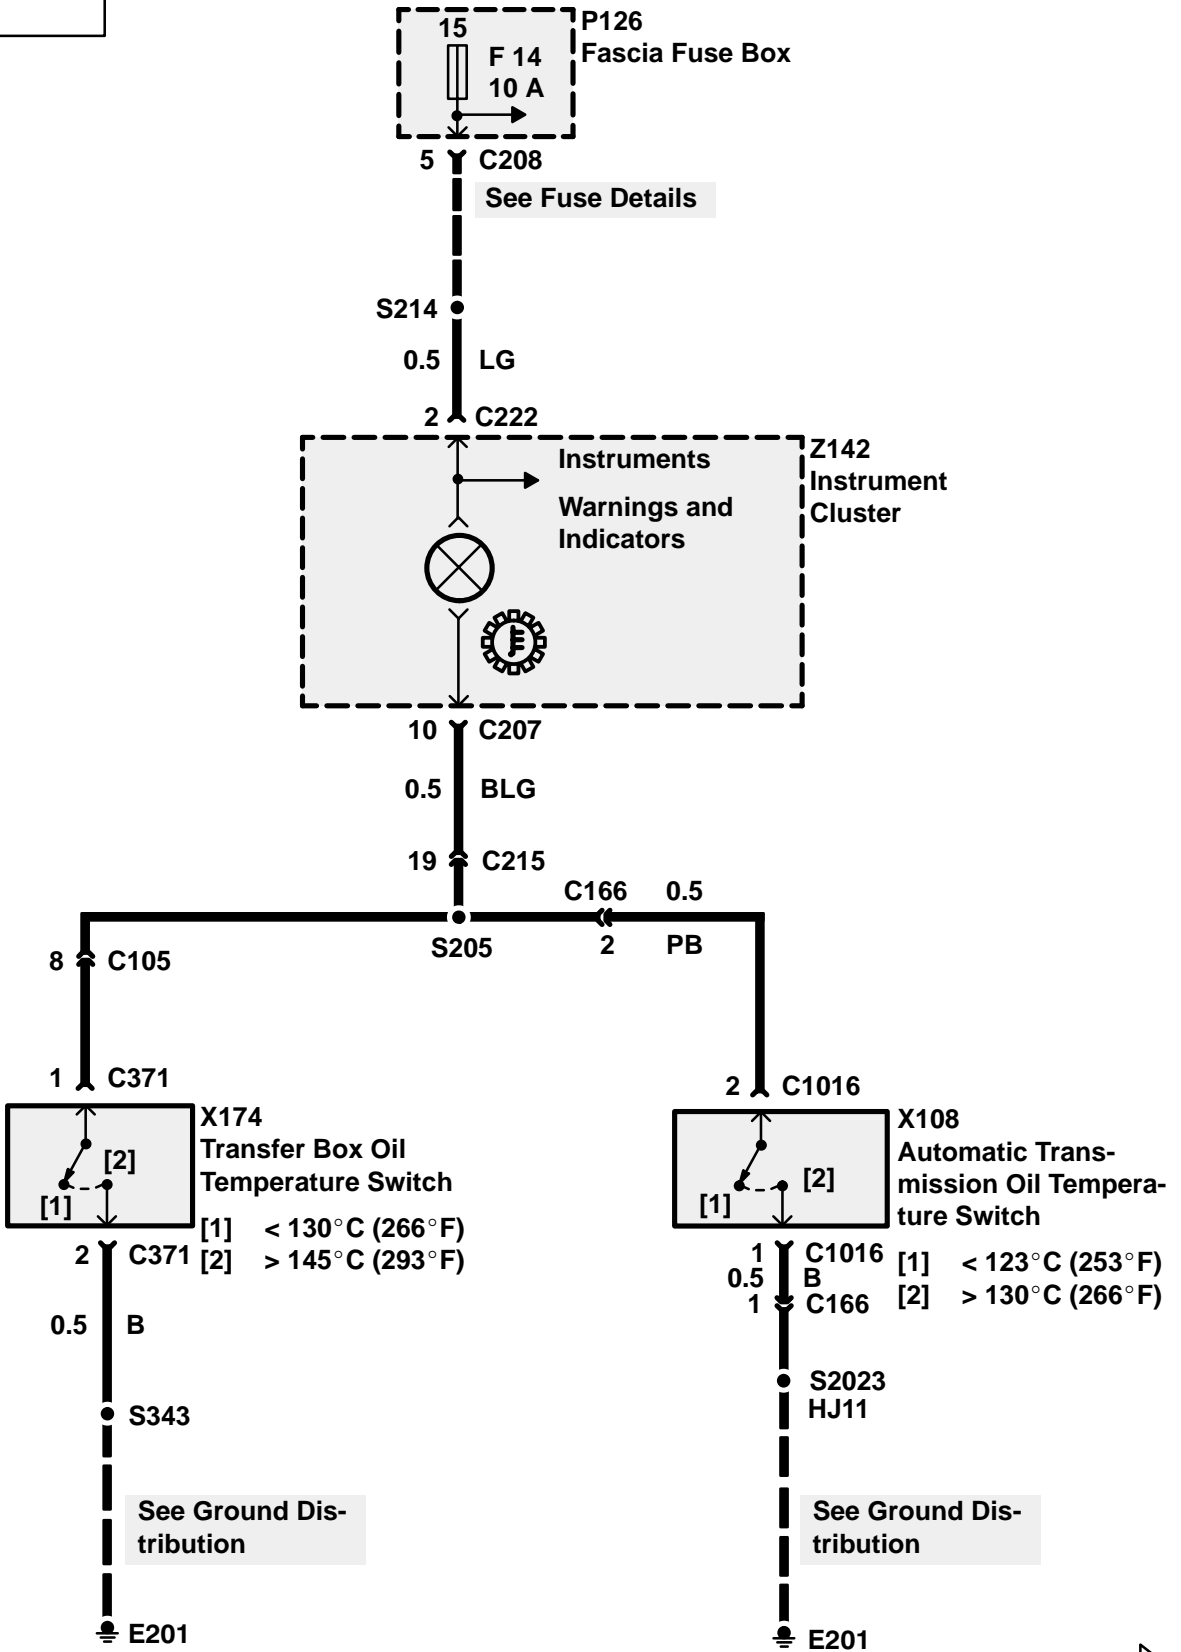 15
F 14
10 A
P126
Fascia Fuse Box
5 C208
See Fuse Details
S214
0.5 LG
2 C222
Instruments
Warnings and
Indicators
Z142
Instrument
Cluster
10 C207
0.5 BLG
19 C215
C166 0.5
S205 2 PB
8 C105
1 C371
X174
Transfer Box Oil
Temperature Switch
[2]
[1]
[1] < 130°C (266°F)
[2] > 145°C (293°F)
2 C371
0.5 B
S343
See Ground Dis-
tribution
E201
2 C1016
X108
Automatic Trans-
mission Oil Tempera-
ture Switch
[2]
[1]
[1] < 123°C (253°F)
[2] > 130°C (266°F)
1 C1016
0.5 B
1 C166
S2023
HJ11
See Ground Dis-
tribution
E201